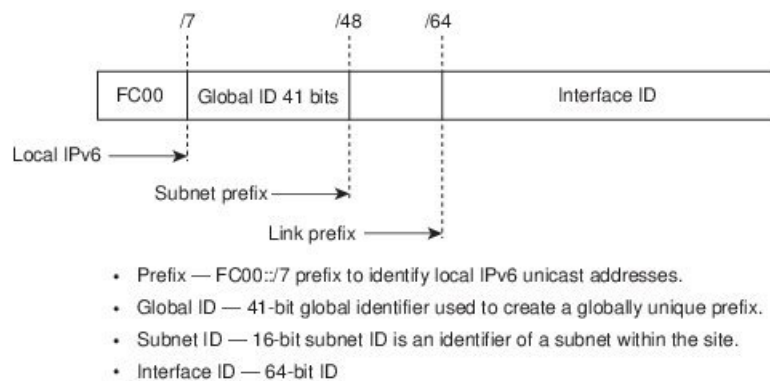 /7 /48 /64
FC00 Global ID 41 bits Interface ID
Local IPv6
Subnet prefix
Link prefix
• Prefix — FC00::/7 prefix to identify local IPv6 unicast addresses.
• Global ID — 41-bit global identifier used to create a globally unique prefix.
• Subnet ID — 16-bit subnet ID is an identifier of a subnet within the site.
• Interface ID — 64-bit ID